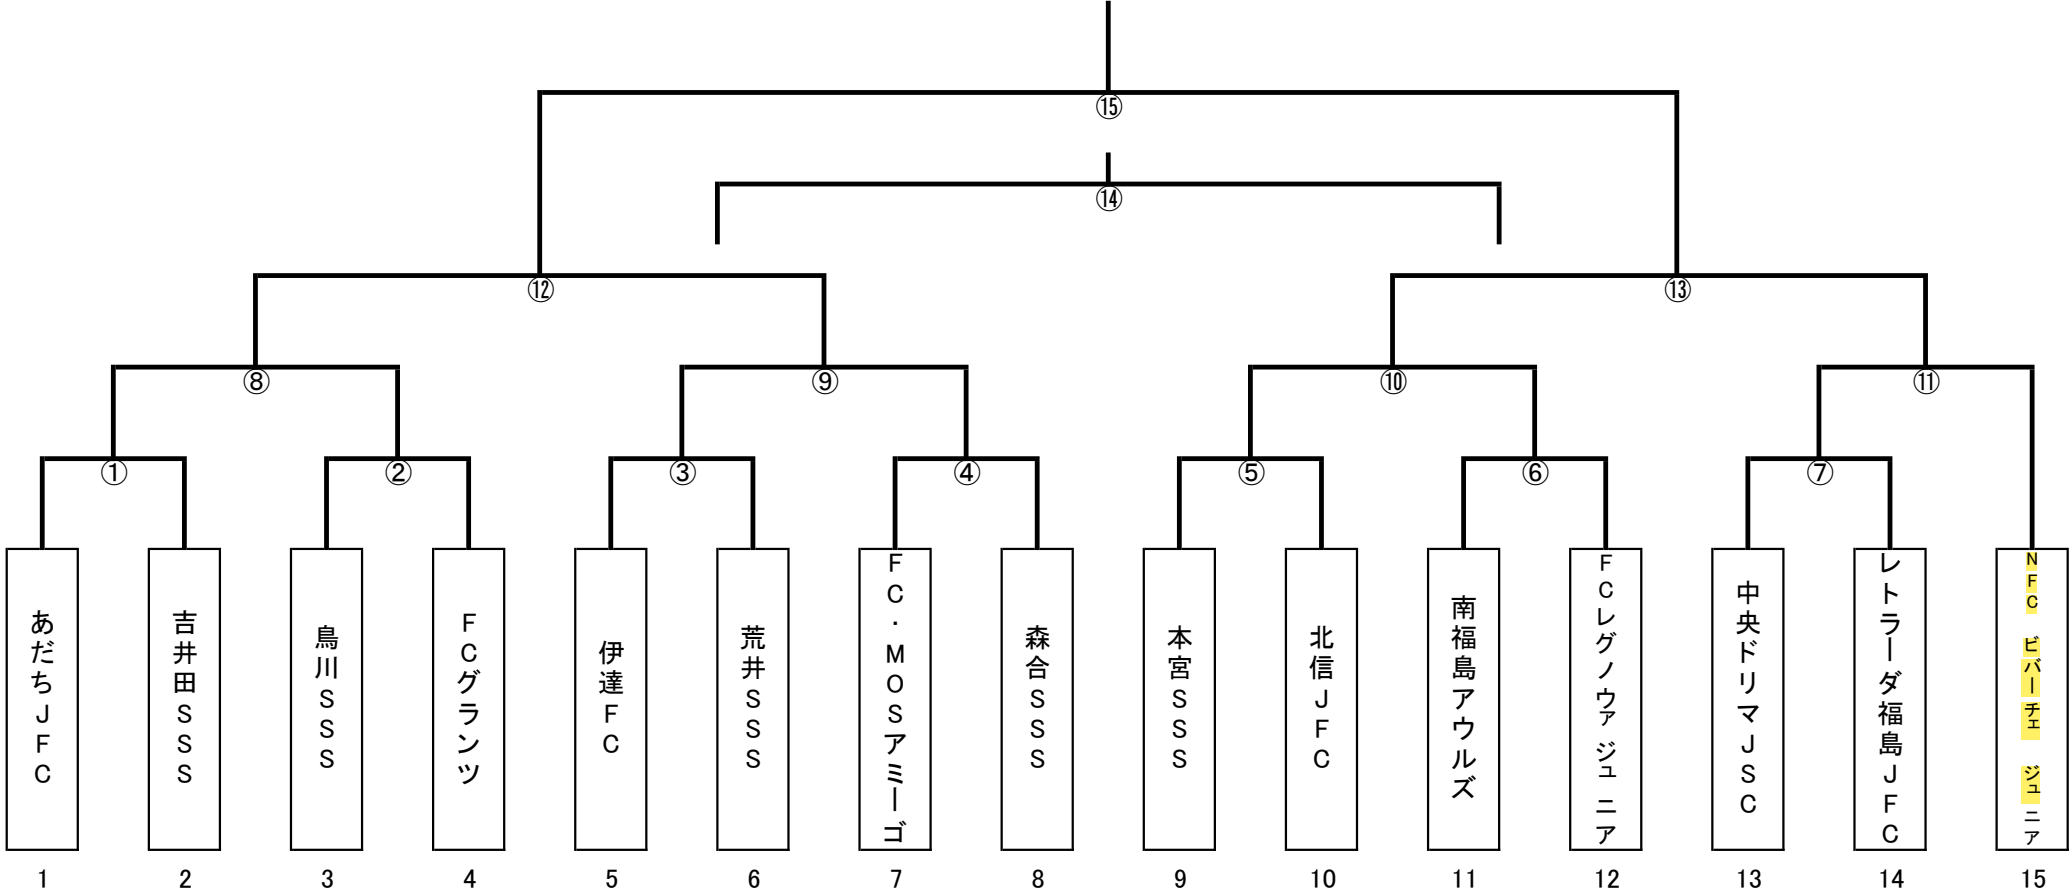 ⑮
⑭
⑫ ⑬
⑧ ⑨ ⑩ ⑪
① ② ③ ④ ⑤ ⑥ ⑦
あだちJFC
吉井田SSS
鳥川SSS
FCグランツ
伊達FC
荒井SSS
FC・MOSアミーゴ
森合SSS
本宮SSS
北信JFC
南福島アウルズ
FCレグノウァジュニア
中央ドリマJSC
レトラーダ福島JFC
NFC ビバーチェ ジュニア
1 2 3 4 5 6 7 8 9 10 11 12 13 14 15